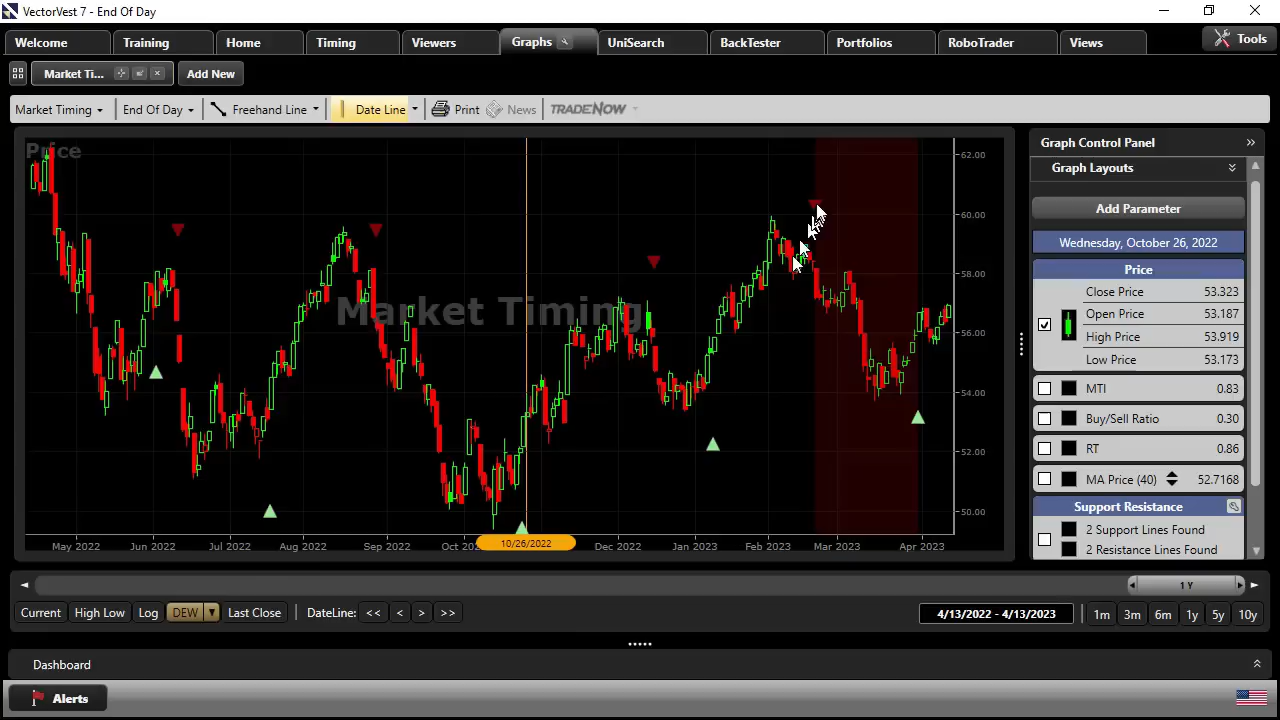 VectorVest 7 - End Of Day
Welcome Training Home Timing Viewers Graphs UniSearch BackTester Portfolios RoboTrader Views Tools
Market Ti... Add New
Market Timing End Of Day Freehand Line Date Line Print News TRADENOW
Price
Market Timing
62.00
60.00
58.00
56.00
54.00
52.00
50.00
May 2022 Jun 2022 Jul 2022 Aug 2022 Sep 2022 Oct 202 10/26/2022 Dec 2022 Jan 2023 Feb 2023 Mar 2023 Apr 2023
Graph Control Panel
Graph Layouts
Add Parameter
Wednesday, October 26, 2022
Price
Close Price 53.323
Open Price 53.187
High Price 53.919
Low Price 53.173
MTI 0.83
Buy/Sell Ratio 0.30
RT 0.86
MA Price (40) 52.7168
Support Resistance
2 Support Lines Found
2 Resistance Lines Found
1 Y
Current High Low Log DEW Last Close DateLine: << < > >> 4/13/2022 - 4/13/2023 1m 3m 6m 1y 5y 10y
Dashboard
Alerts